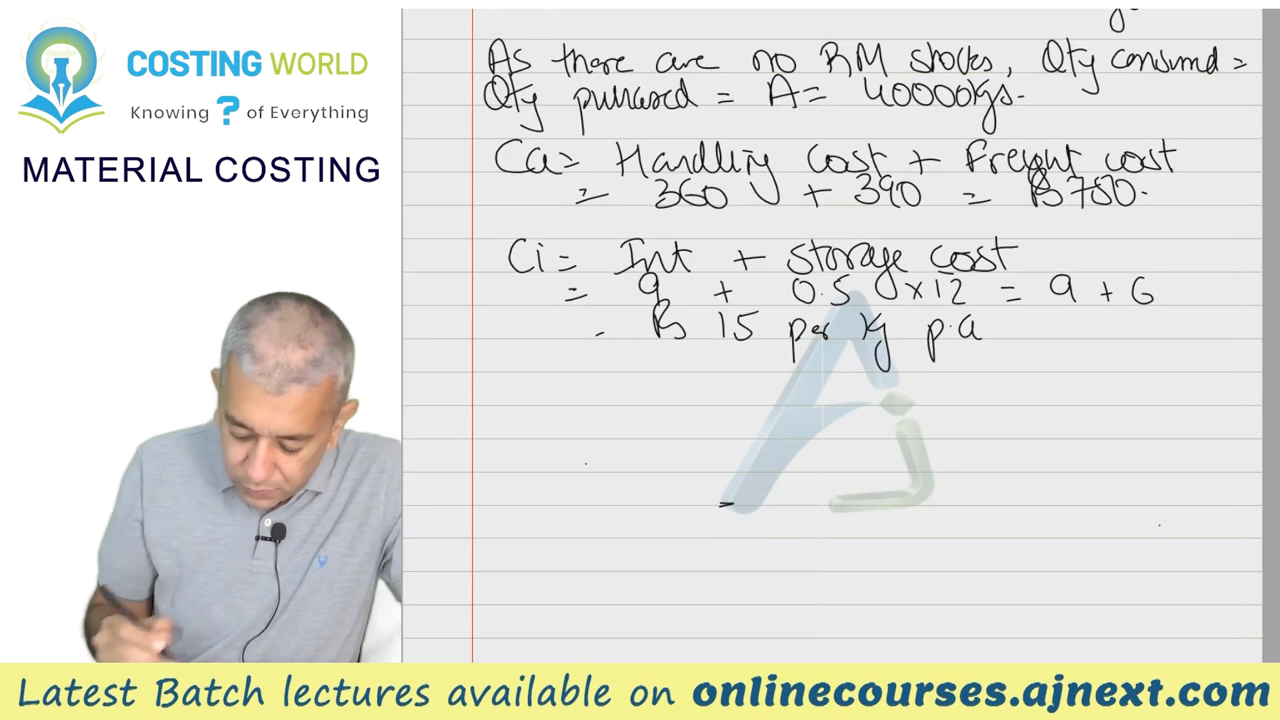 COSTING WORLD
Knowing ? of Everything
MATERIAL COSTING
As there are no RM stocks, Qty consumed =
Qty purchased = A = 40000kgs.
Ca = Handling cost + Freight cost
= 360 + 390 = Rs 750.
Ci = Int + storage cost
= 9 + 0.5 x 12 = 9 + 6
= Rs 15 per kg p.a
=
Latest Batch lectures available on onlinecourses.ajnext.com